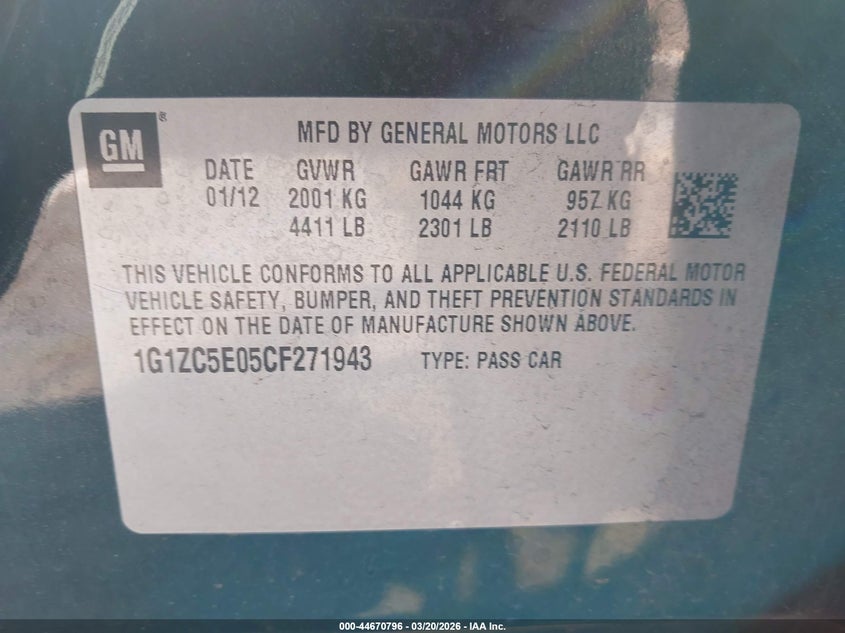 GM ®
MFD BY GENERAL MOTORS LLC
DATE GVWR GAWR FRT GAWR RR
01/12 2001 KG 1044 KG 957 KG
4411 LB 2301 LB 2110 LB
THIS VEHICLE CONFORMS TO ALL APPLICABLE U.S. FEDERAL MOTOR
VEHICLE SAFETY, BUMPER, AND THEFT PREVENTION STANDARDS IN
EFFECT ON THE DATE OF MANUFACTURE SHOWN ABOVE.
1G1ZC5E05CF271943 TYPE: PASS CAR
000-44670796 - 03/20/2026 - IAA Inc.